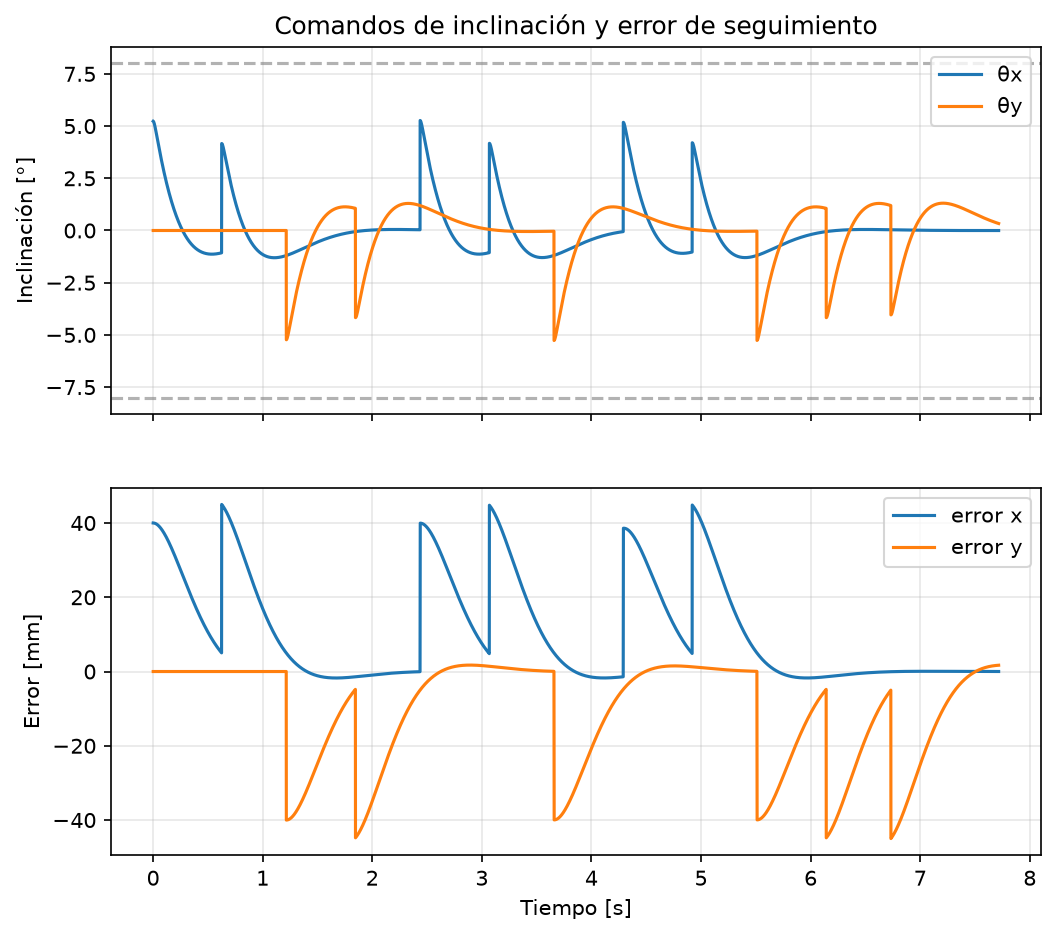 Comandos de inclinación y error de seguimiento
Inclinación [°]
7.5
5.0
2.5
0.0
−2.5
−5.0
−7.5
θx
θy
Error [mm]
40
20
0
−20
−40
error x
error y
0 1 2 3 4 5 6 7 8
Tiempo [s]